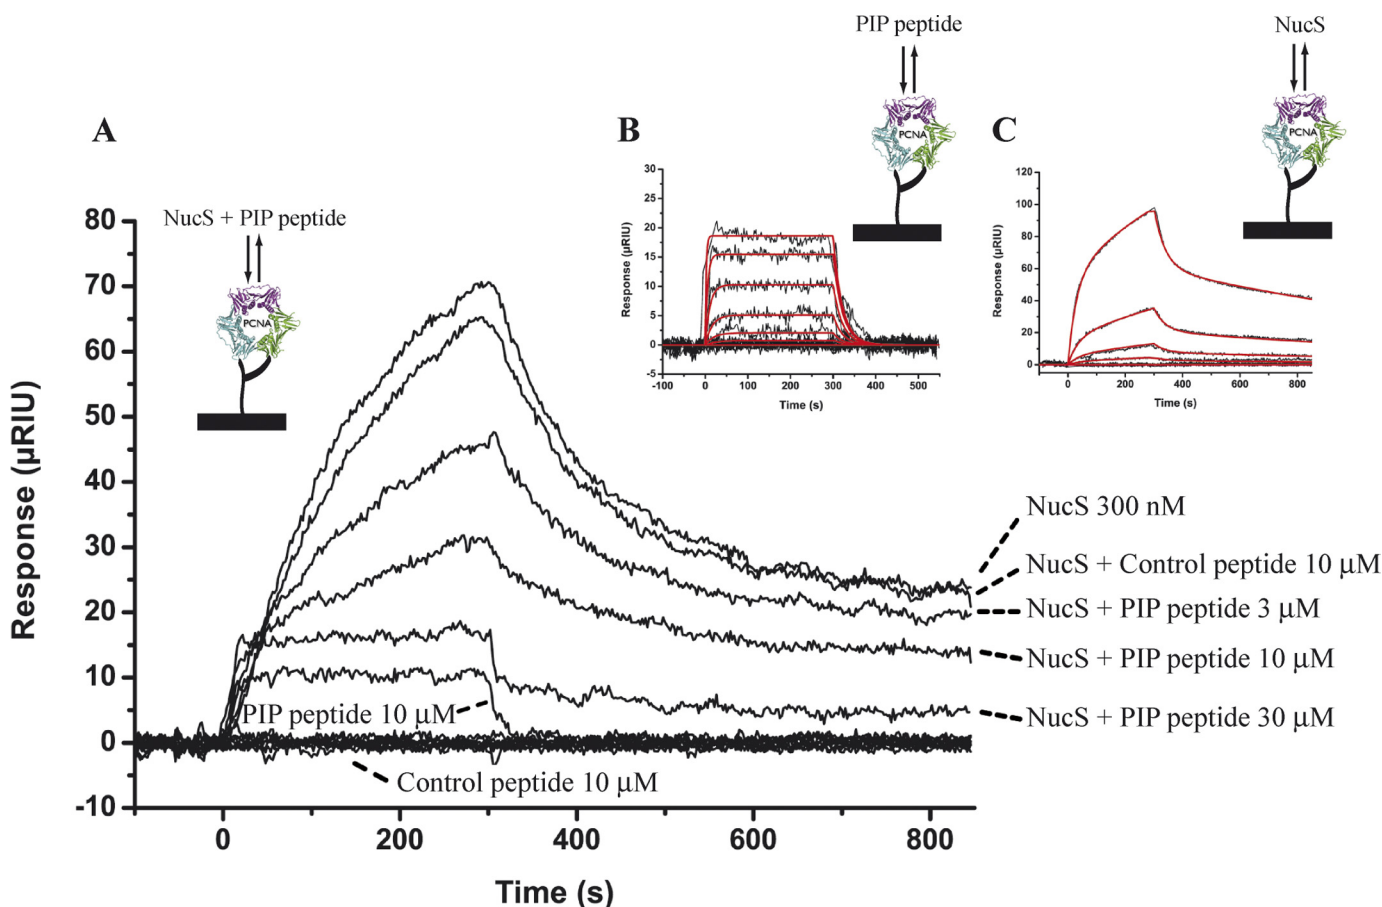 A
NucS + PIP peptide
PCNA
80
70
60
50
40
30
20
10
0
-10
Response (µRIU)
0
200
400
600
800
Time (s)
PIP peptide 10 µM
Control peptide 10 µM
NucS 300 nM
NucS + Control peptide 10 µM
NucS + PIP peptide 3 µM
NucS + PIP peptide 10 µM
NucS + PIP peptide 30 µM
B
PIP peptide
PCNA
30
25
20
15
10
5
0
-5
Response (µRIU)
-100
0
100
200
300
400
500
Time (s)
C
NucS
PCNA
120
100
80
60
40
20
0
Response (µRIU)
0
200
400
600
800
Time (s)